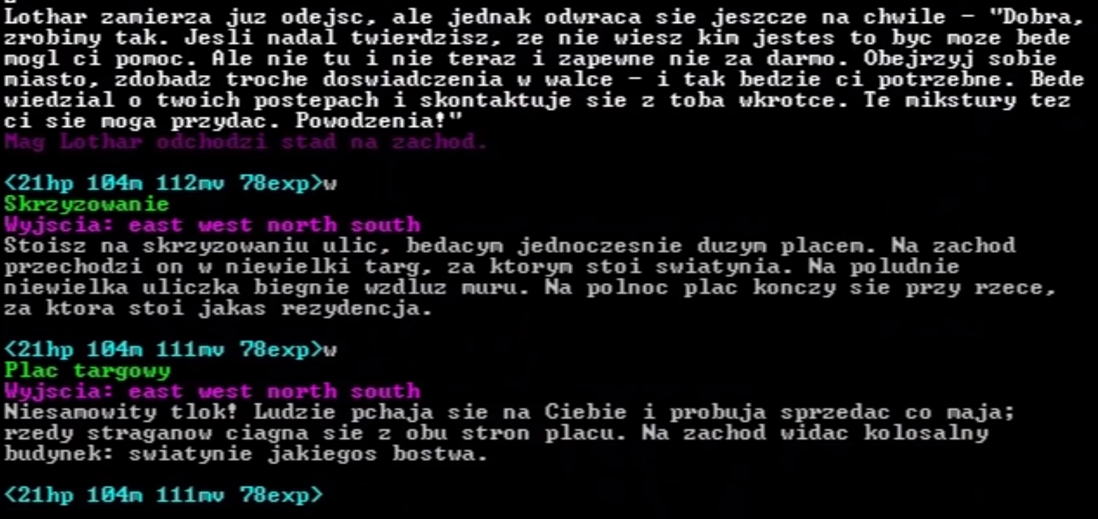 Lothar zamierza juz odejsc, ale jednak odwraca sie jeszcze na chwile - "Dobra,
zrobimy tak. Jesli nadal twierdzisz, ze nie wiesz kim jestes to byc moze bede
mogl ci pomoc. Ale nie tu i nie teraz i zapewne nie za darmo. Obejrzyj sobie
miasto, zdobadz troche doswiadczenia w walce - i tak bedzie ci potrzebne. Bede
wiedzial o twoich postepach i skontaktuje sie z toba wkrotce. Te mikstury tez
ci sie moga przydac. Powodzenia!"
Mag Lothar odchodzi stad na zachod.
<21hp 104m 112mv 78exp>w
Skrzyzowanie
Wyjscia: east west north south
Stoisz na skrzyzowaniu ulic, bedacym jednoczesnie duzym placem. Na zachod
przechodzi on w niewielki targ, za ktorym stoi swiatynia. Na poludnie
niewielka uliczka biegnie wzdluz muru. Na polnoc plac konczy sie przy rzece,
za ktora stoi jakas rezydencja.
<21hp 104m 111mv 78exp>w
Plac targowy
Wyjscia: east west north south
Niesamowity tlok! Ludzie pchaja sie na Ciebie i probuja sprzedac co maja;
rzedy straganow ciagna sie z obu stron placu. Na zachod widac kolosalny
budynek: swiatynie jakiegos bostwa.
<21hp 104m 111mv 78exp>